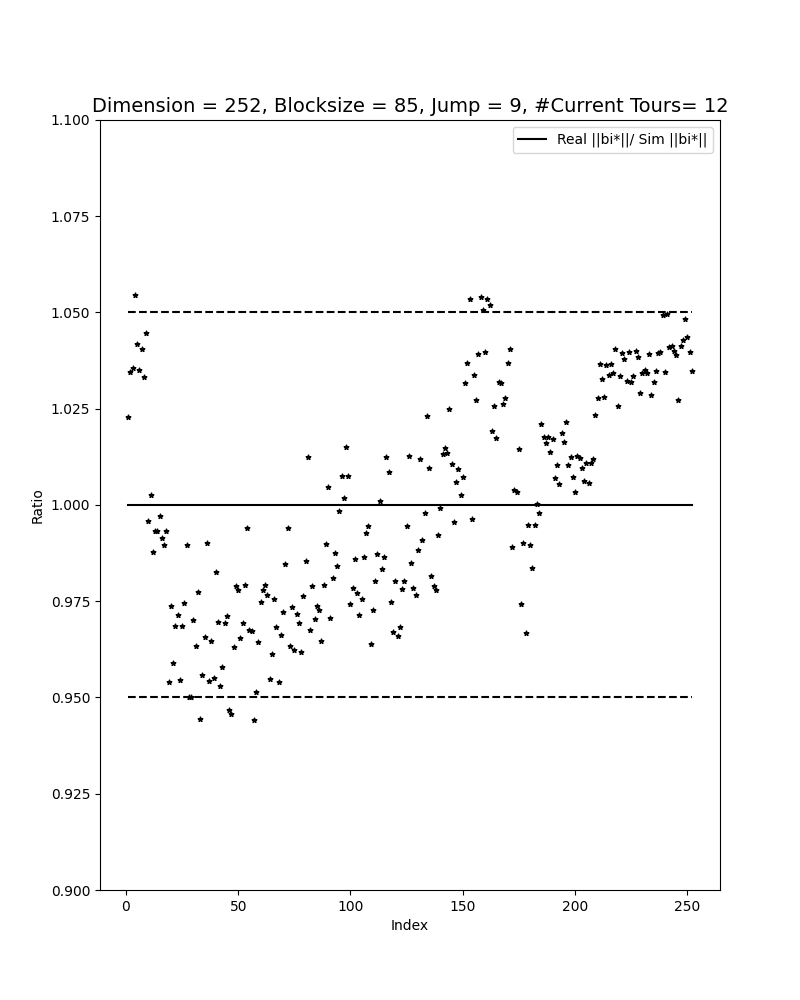 Dimension = 252, Blocksize = 85, Jump = 9, #Current Tours= 12
1.100
Real ||bi*||/ Sim ||bi*||
1.075
1.050
1.025
1.000
Ratio
0.975
0.950
0.925
0.900
0 50 100 150 200 250
Index